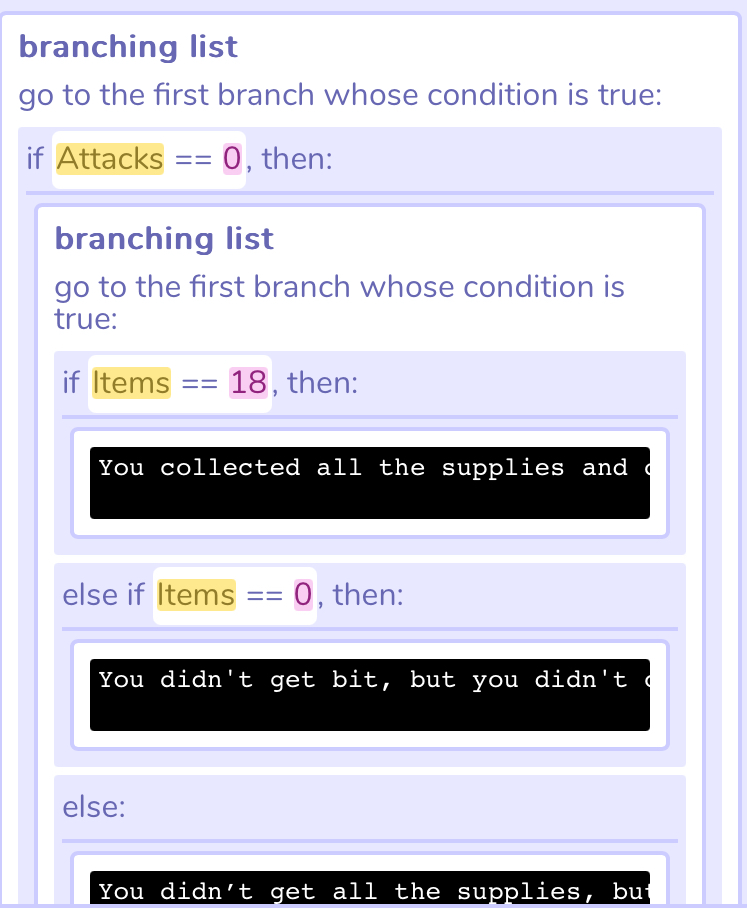 branching list
go to the first branch whose condition is true:
if Attacks == 0, then:
branching list
go to the first branch whose condition is
true:
if Items == 18, then:
You collected all the supplies and
else if Items == 0, then:
You didn't get bit, but you didn't
else:
You didn’t get all the supplies, but